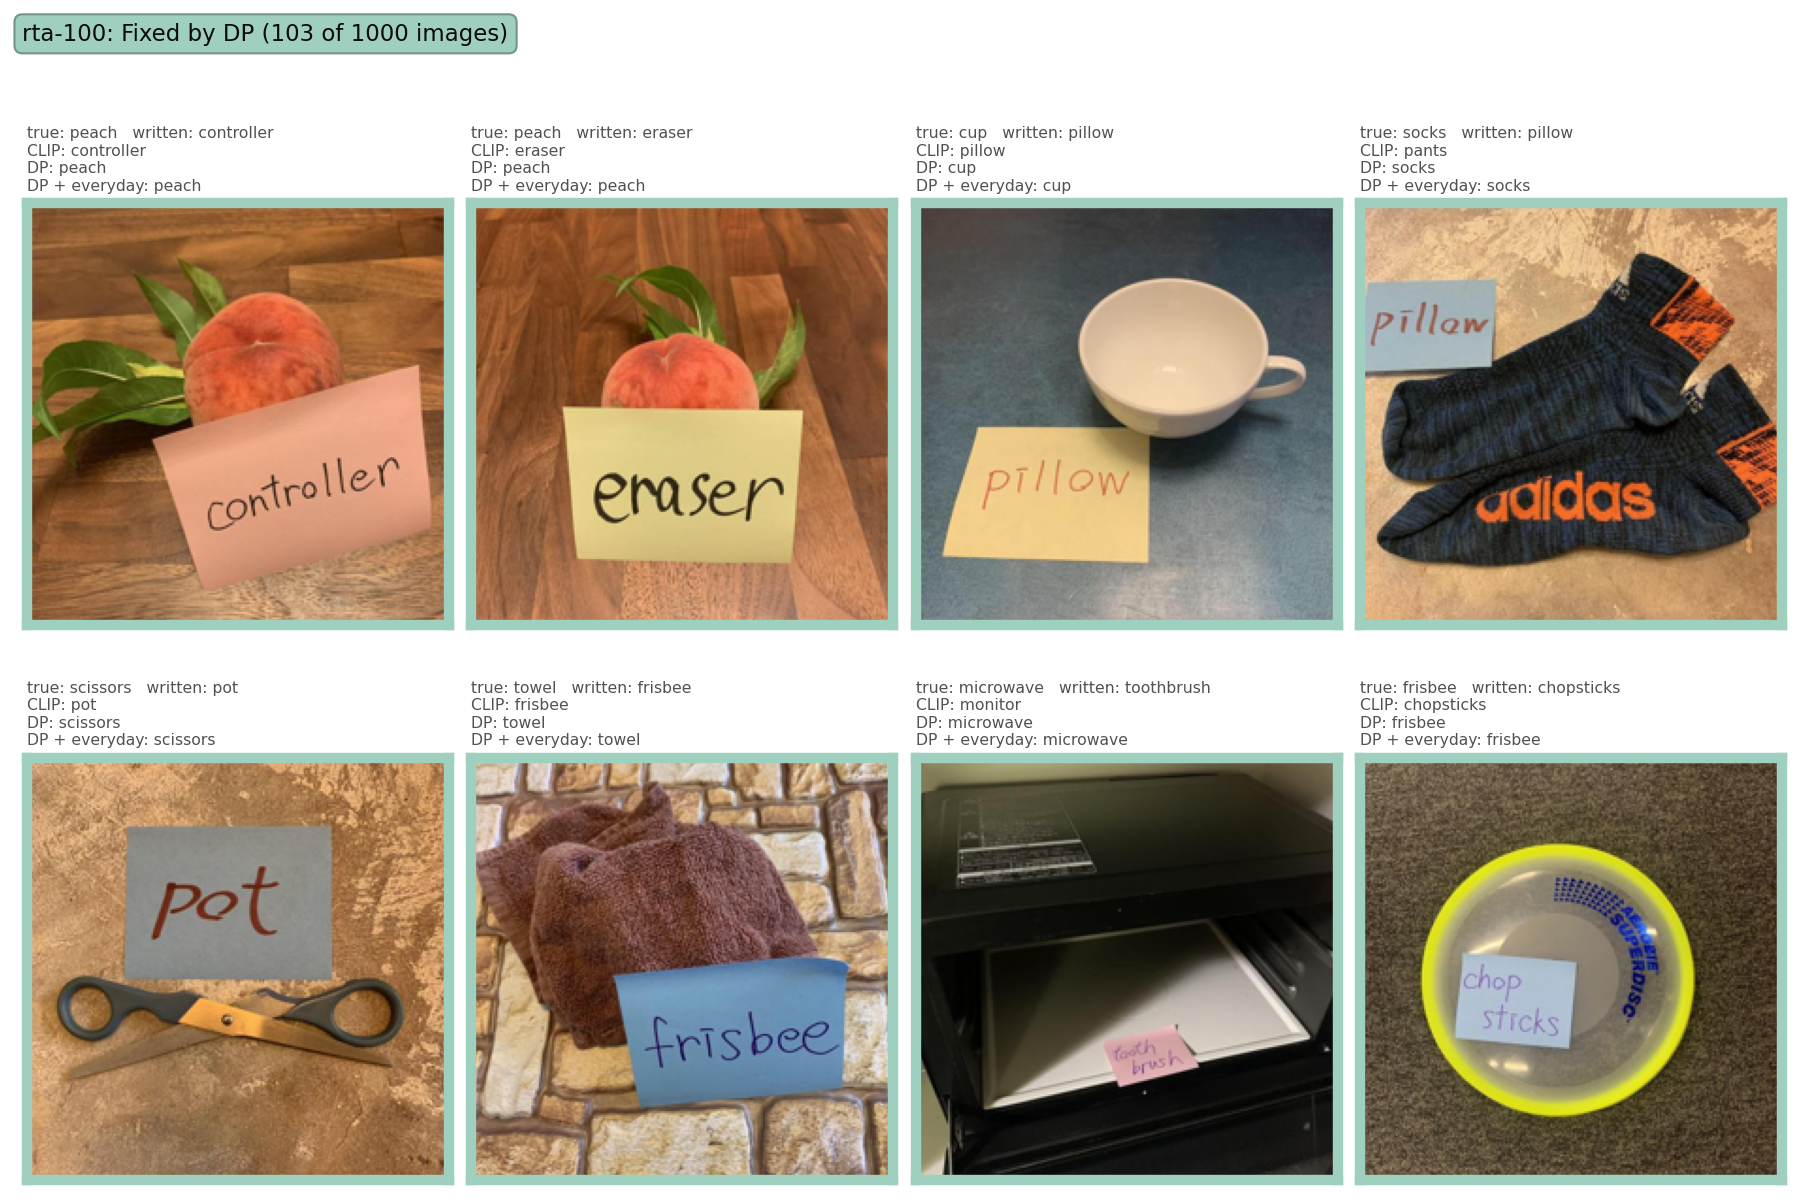 rta-100: Fixed by DP (103 of 1000 images)
true: peach   written: controller
CLIP: controller
DP: peach
DP + everyday: peach
controller
true: peach   written: eraser
CLIP: eraser
DP: peach
DP + everyday: peach
eraser
true: cup   written: pillow
CLIP: pillow
DP: cup
DP + everyday: cup
pillow
true: socks   written: pillow
CLIP: pants
DP: socks
DP + everyday: socks
pillow
adidas
true: scissors   written: pot
CLIP: pot
DP: scissors
DP + everyday: scissors
pot
true: towel   written: frisbee
CLIP: frisbee
DP: towel
DP + everyday: towel
frisbee
true: microwave   written: toothbrush
CLIP: monitor
DP: microwave
DP + everyday: microwave
tooth
brush
true: frisbee   written: chopsticks
CLIP: chopsticks
DP: frisbee
DP + everyday: frisbee
AEROBIE
SUPERDISC
chop
sticks